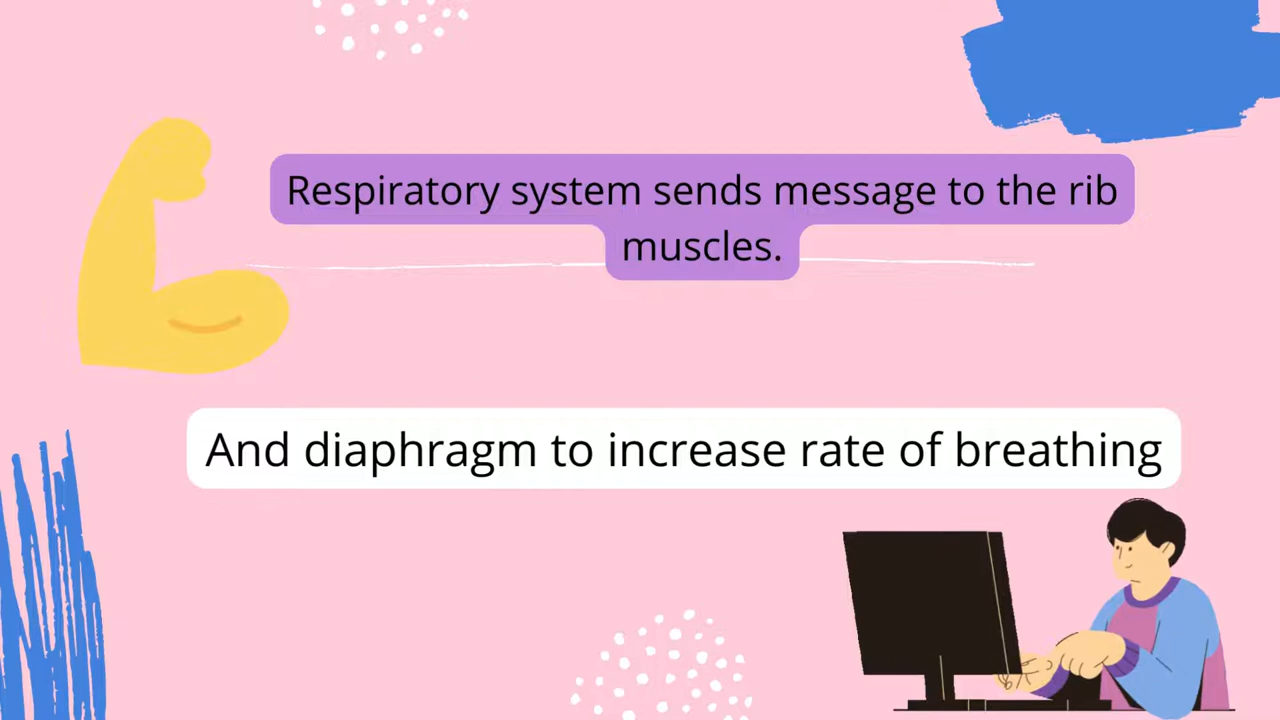 Respiratory system sends message to the rib
muscles.
And diaphragm to increase rate of breathing